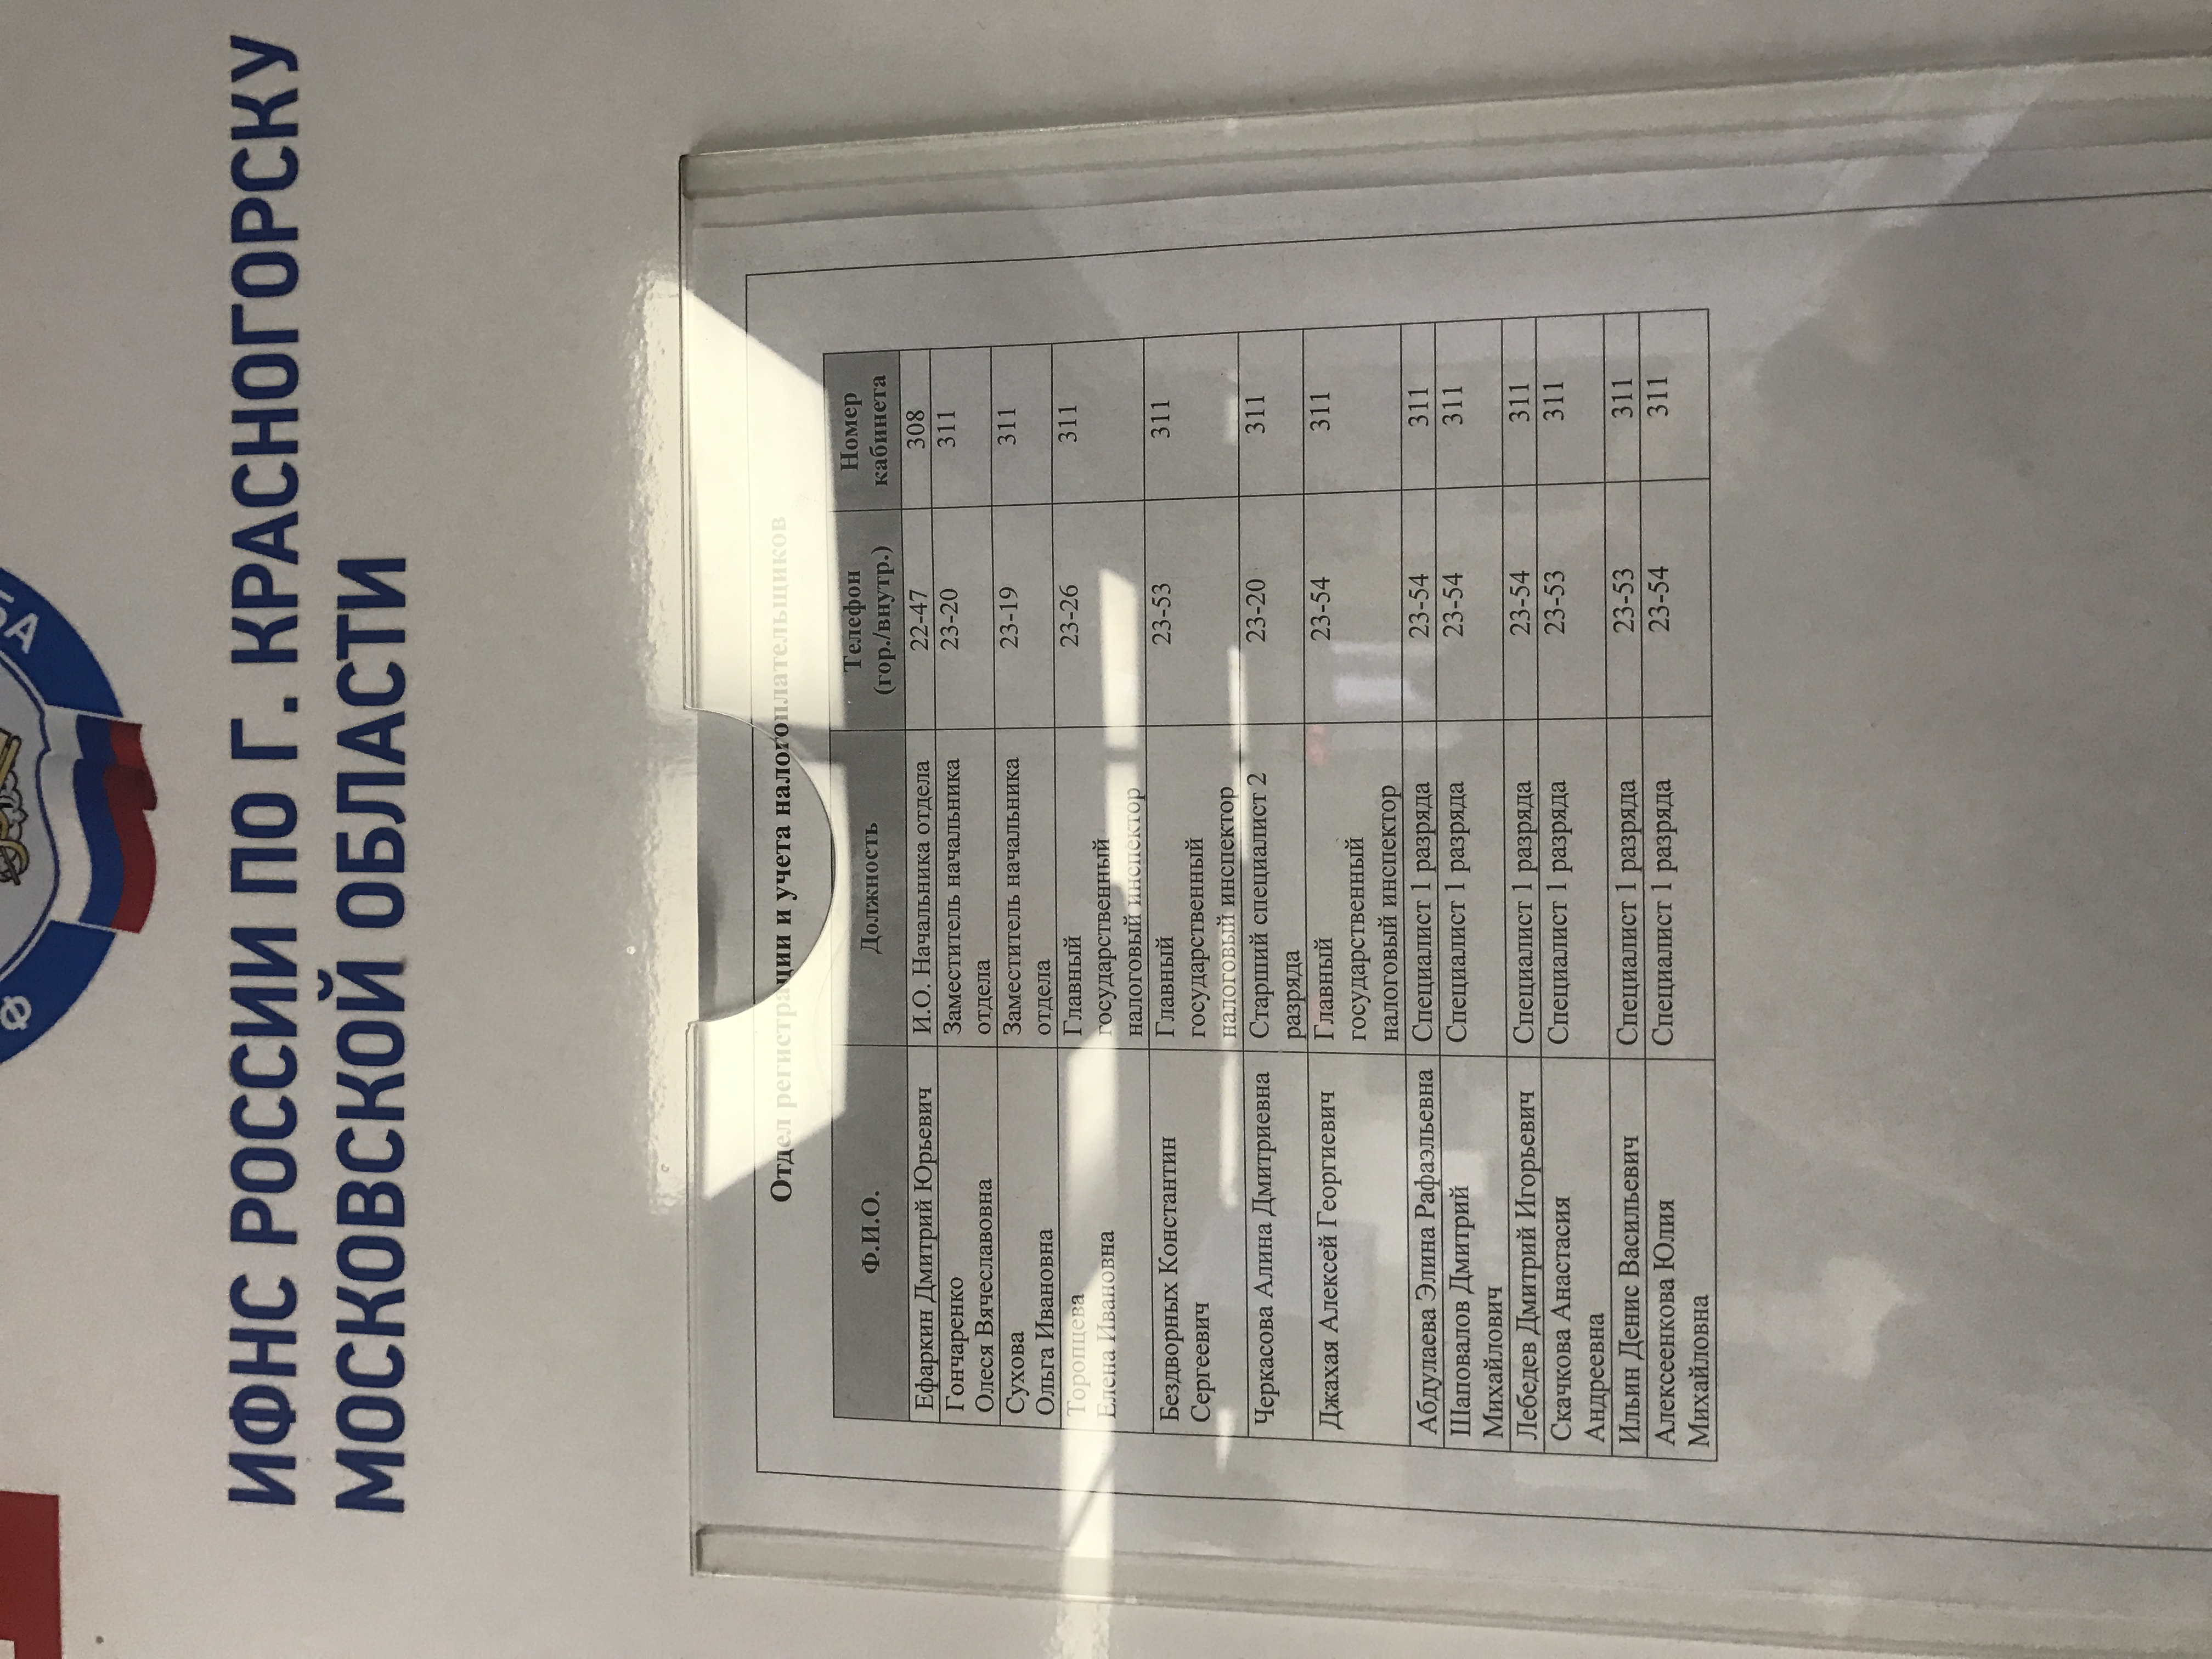 ИФНС РОССИИ ПО Г. КРАСНОГОРСКУ
МОСКОВСКОЙ ОБЛАСТИ
Отдел регистрации и учета налогоплательщиков
Ф.И.О. Должность Телефон (гор./внутр.) Номер кабинета
Ефаркин Дмитрий Юрьевич И.О. Начальника отдела 22-47 308
Гончаренко Заместитель начальника 23-20 311
Олеся Вячеславовна отдела
Сухова Заместитель начальника 23-19 311
Ольга Ивановна отдела
Торопцева Главный 23-26 311
Елена Ивановна государственный
налоговый инспектор
Бездворных Константин Главный 23-53 311
Сергеевич государственный
налоговый инспектор
Черкасова Алина Дмитриевна Старший специалист 2 23-20 311
разряда
Джахая Алексей Георгиевич Главный 23-54 311
государственный
налоговый инспектор
Абдулаева Элина Рафаэльевна Специалист 1 разряда 23-54 311
Шаповалов Дмитрий Специалист 1 разряда 23-54 311
Михайлович
Лебедев Дмитрий Игорьевич Специалист 1 разряда 23-54 311
Скачкова Анастасия Специалист 1 разряда 23-53 311
Андреевна
Ильин Денис Васильевич Специалист 1 разряда 23-53 311
Алексеенкова Юлия Специалист 1 разряда 23-54 311
Михайловна